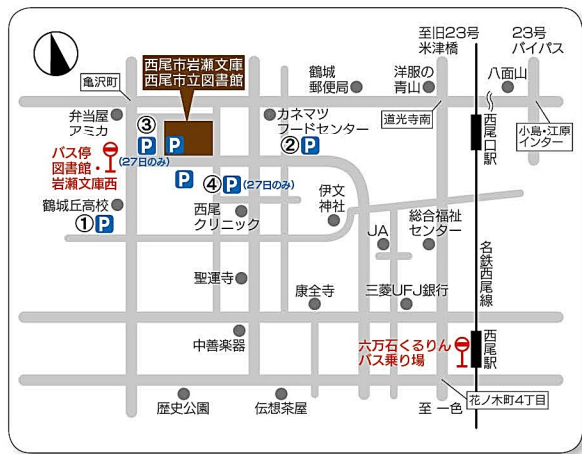 至旧23号
米津橋
23号
バイパス
西尾市岩瀬文庫
西尾市立図書館
亀沢町
鶴城
郵便局
洋服の
青山
八面山
弁当屋
アミカ
③
P
P
カネマツ
フードセンター
②P
道光寺南
西尾口駅
小島・江原
インター
バス停
図書館・
岩瀬文庫西
(27日のみ)
P
④P(27日のみ)
鶴城丘高校
①P
西尾
クリニック
伊文
神社
総合福祉
センター
JA
名鉄西尾線
聖運寺
康全寺
三菱UFJ銀行
中善楽器
六万石くるりん
バス乗り場
西尾駅
歴史公園
伝想茶屋
至 一色
花ノ木町4丁目